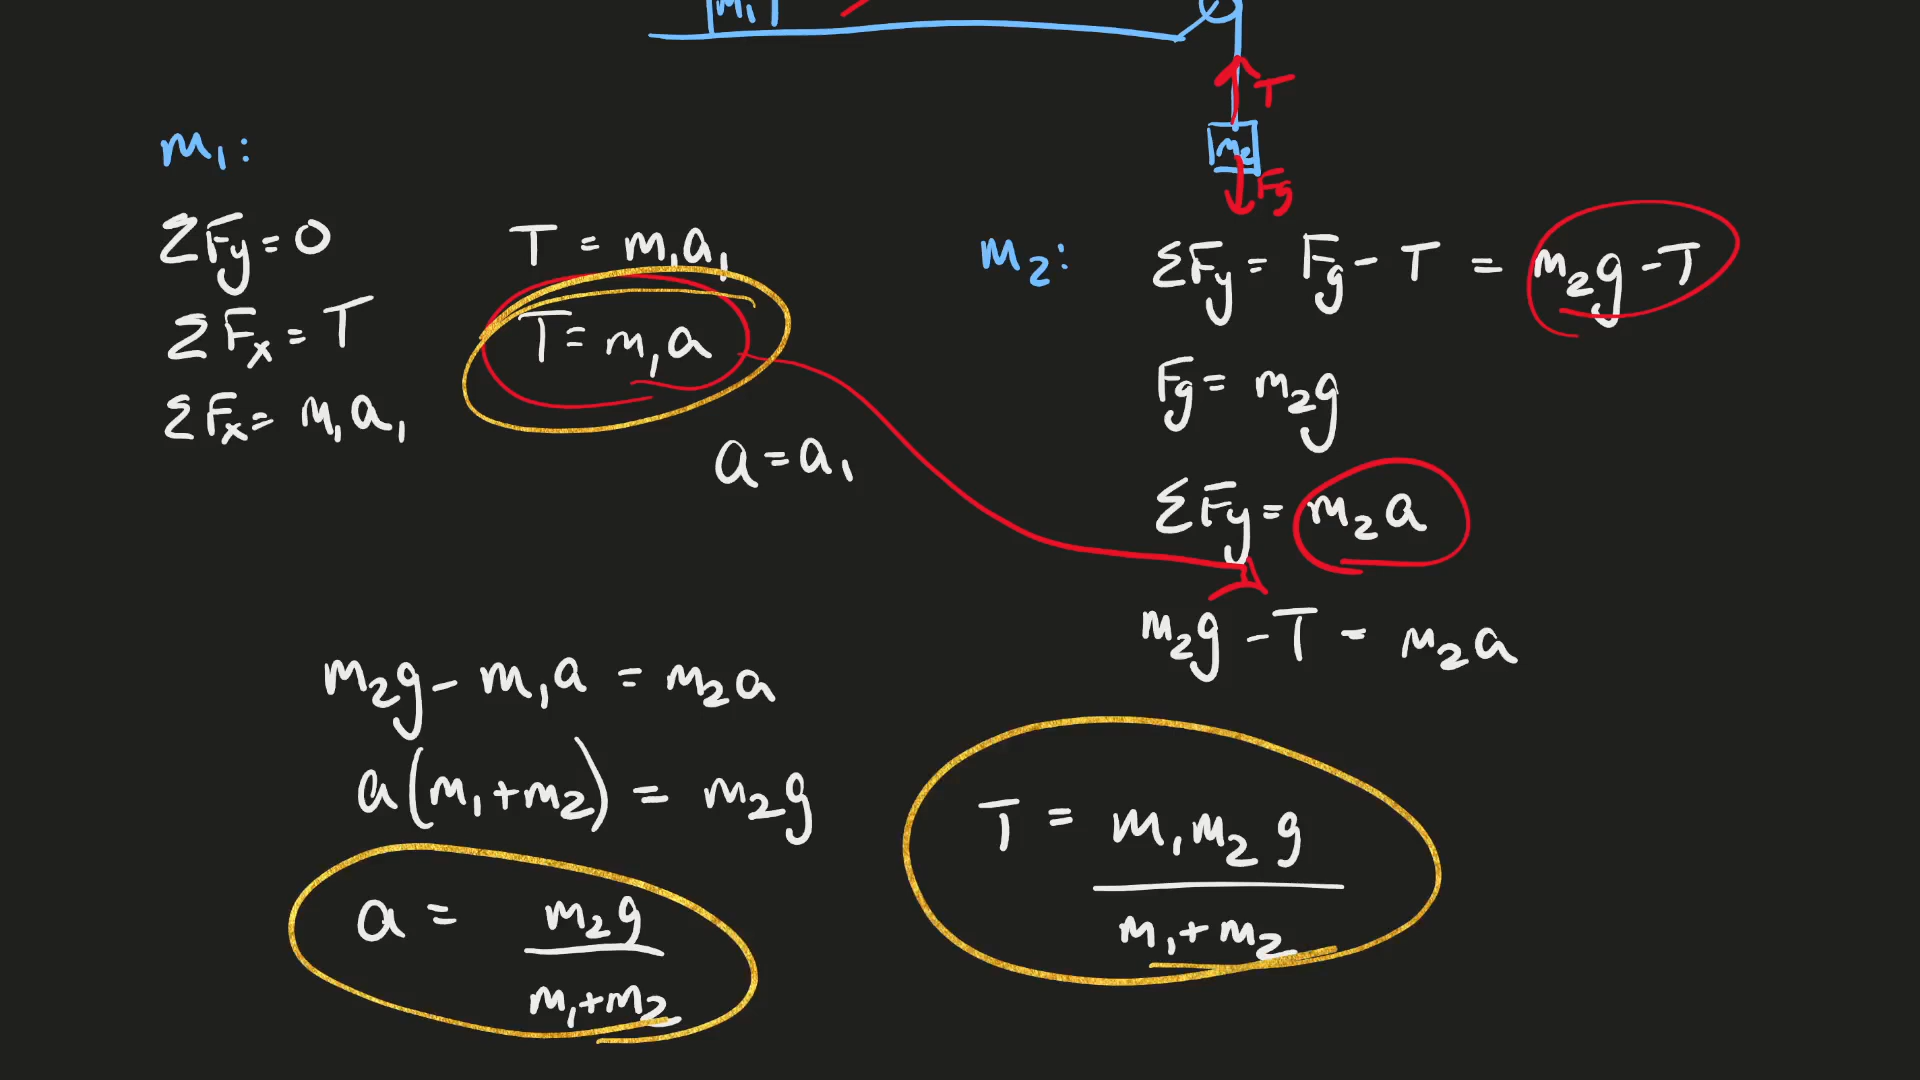 m₁
T
m₂
Fg
m₁:
ΣFy = 0
ΣFx = T
ΣFx = m₁a₁
T = m₁a₁
T = m₁a
a = a₁
m₂:
ΣFy = Fg - T = m₂g - T
Fg = m₂g
ΣFy = m₂a
m₂g - T = m₂a
m₂g - m₁a = m₂a
a(m₁+m₂) = m₂g
a = m₂g
m₁+m₂
T = m₁m₂g
m₁+m₂